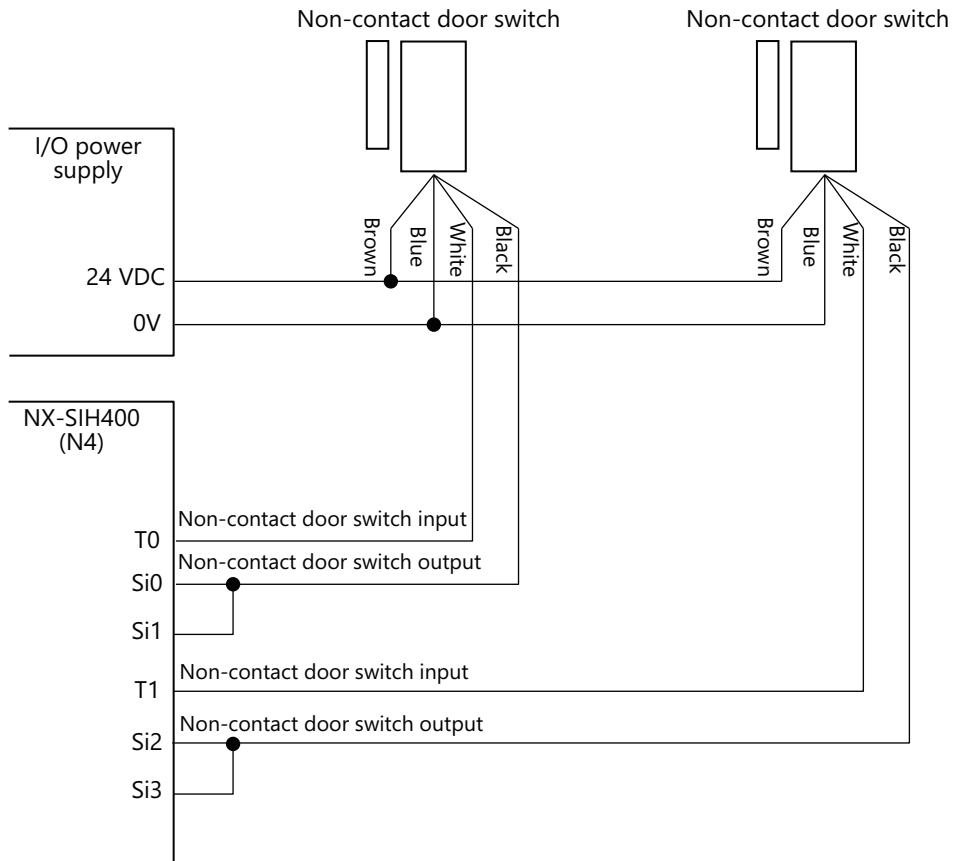 Non-contact door switch
Non-contact door switch
I/O power
supply
Brown
Blue
White
Black
Brown
Blue
White
Black
24 VDC
0V
NX-SIH400
(N4)
Non-contact door switch input
T0
Non-contact door switch output
Si0
Si1
Non-contact door switch input
T1
Non-contact door switch output
Si2
Si3